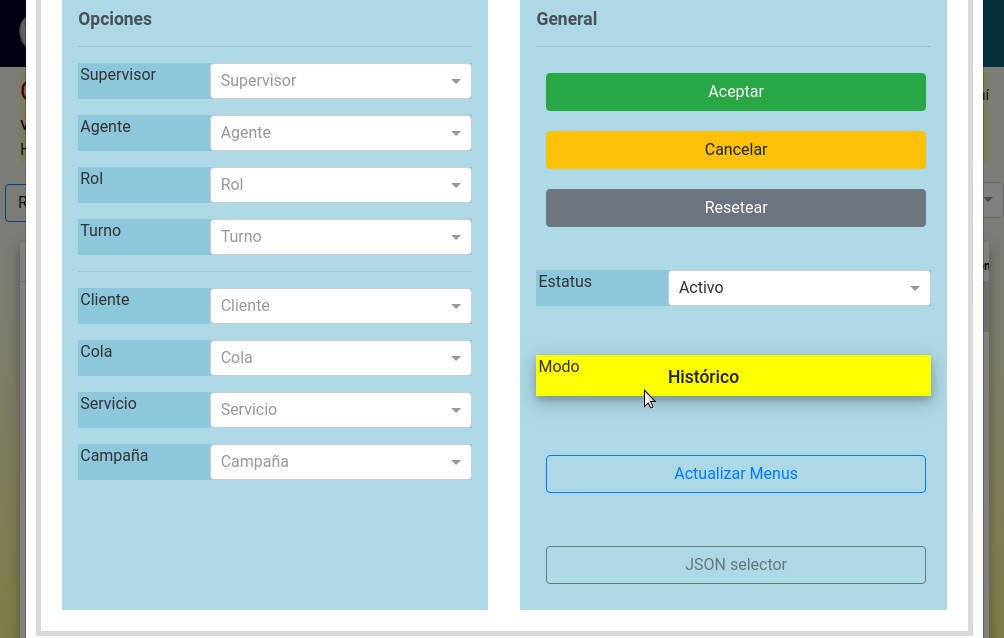 Opciones
Supervisor Supervisor
Agente Agente
Rol Rol
Turno Turno
Cliente Cliente
Cola Cola
Servicio Servicio
Campaña Campaña
General
Aceptar
Cancelar
Resetear
Estatus Activo
Modo Histórico
Actualizar Menus
JSON selector